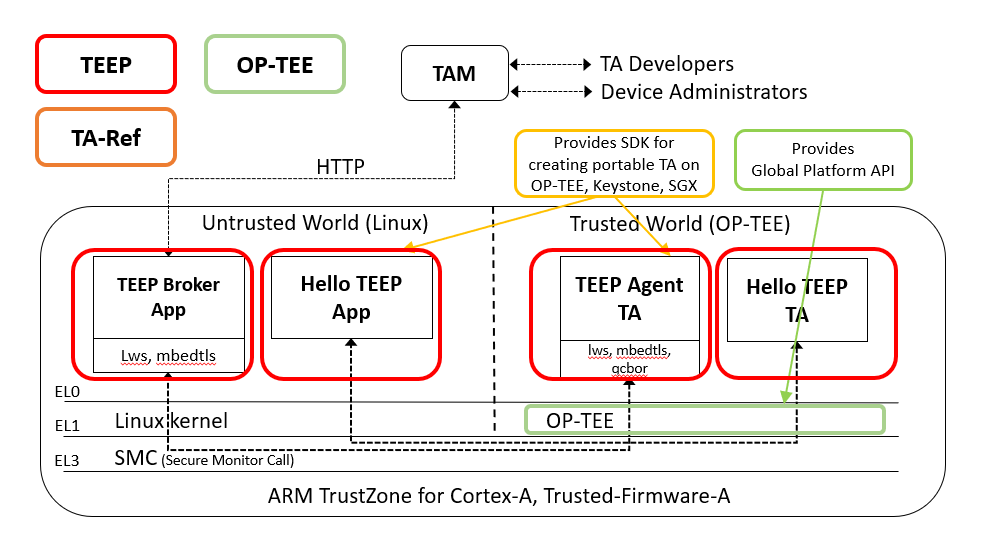 TEEP
OP-TEE
TAM
TA Developers
Device Administrators
TA-Ref
HTTP
Provides SDK for
creating portable TA on
OP-TEE, Keystone, SGX
Provides
Global Platform API
Untrusted World (Linux)
Trusted World (OP-TEE)
TEEP Broker
App
Lws, mbedtls
Hello TEEP
App
TEEP Agent
TA
lws, mbedtls,
qcbor
Hello TEEP
TA
EL0
EL1
Linux kernel
OP-TEE
EL3
SMC (Secure Monitor Call)
ARM TrustZone for Cortex-A, Trusted-Firmware-A